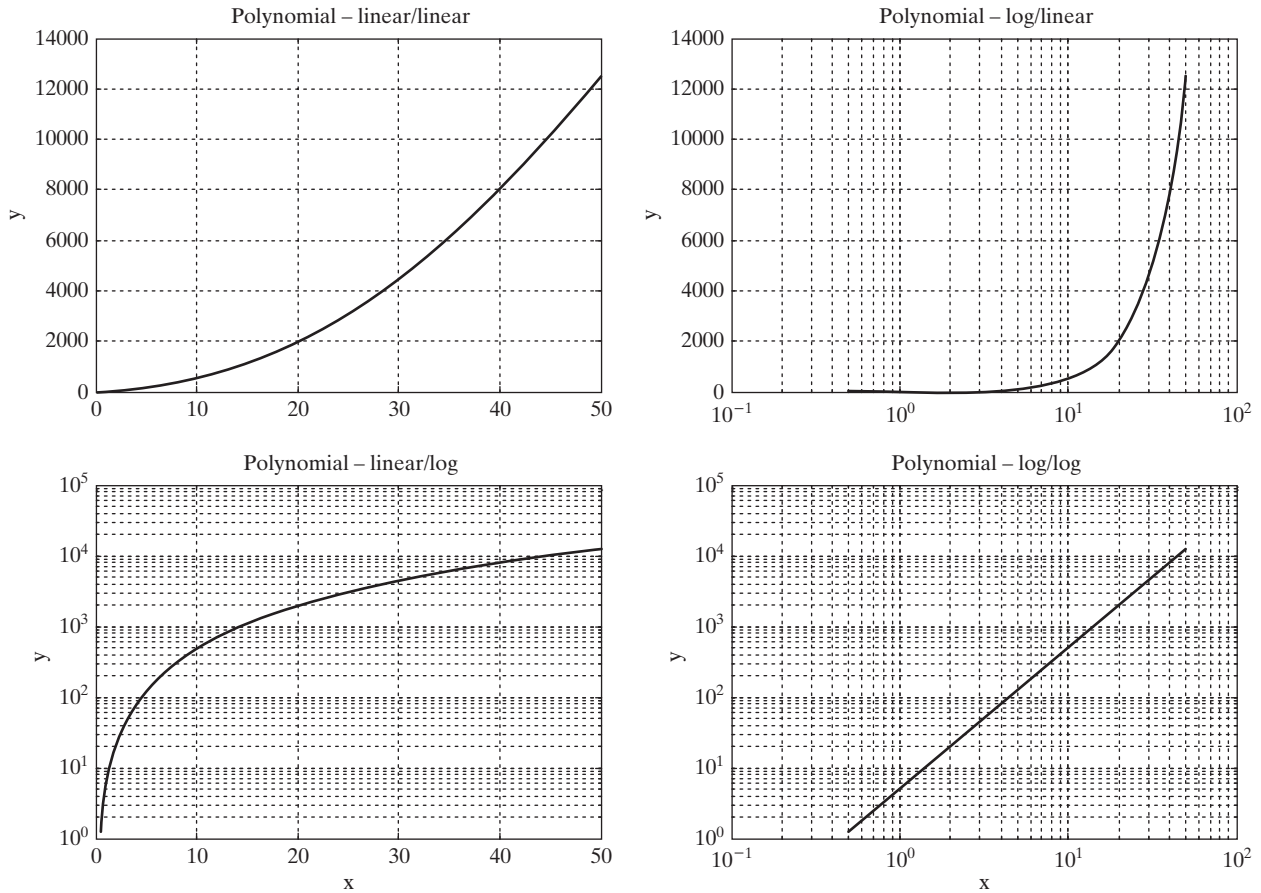 Polynomial – linear/linear
14000
12000
10000
8000
6000
4000
2000
0
y
0 10 20 30 40 50
Polynomial – log/linear
14000
12000
10000
8000
6000
4000
2000
0
y
10⁻¹ 10⁰ 10¹ 10²
Polynomial – linear/log
10⁵
10⁴
10³
10²
10¹
10⁰
y
0 10 20 30 40 50
x
Polynomial – log/log
10⁵
10⁴
10³
10²
10¹
10⁰
y
10⁻¹ 10⁰ 10¹ 10²
x